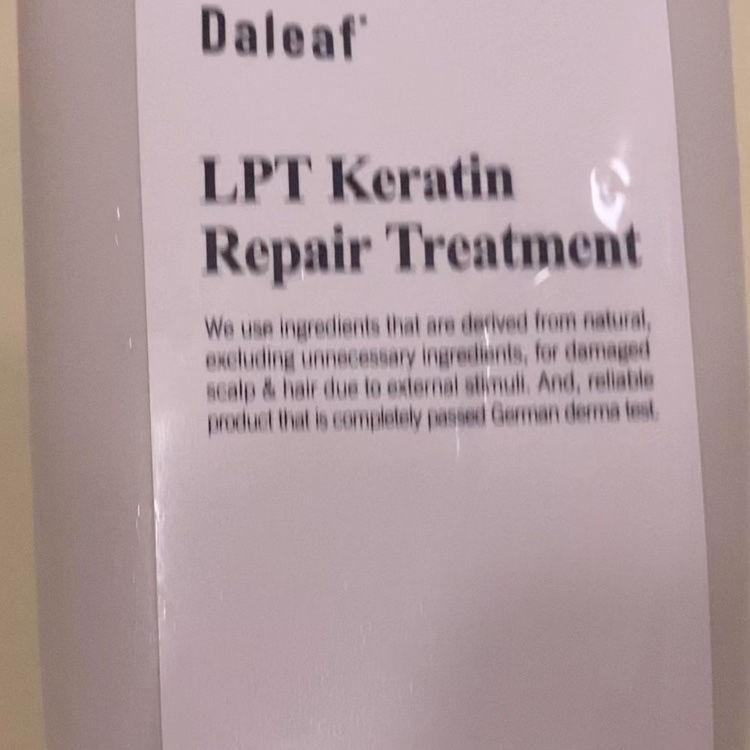 Daleaf
LPT Keratin
Repair Treatment
We use ingredients that are derived from natural,
excluding unnecessary ingredients, for damaged
scalp & hair due to external stimuli. And, reliable
product that is completely passed German derma test.